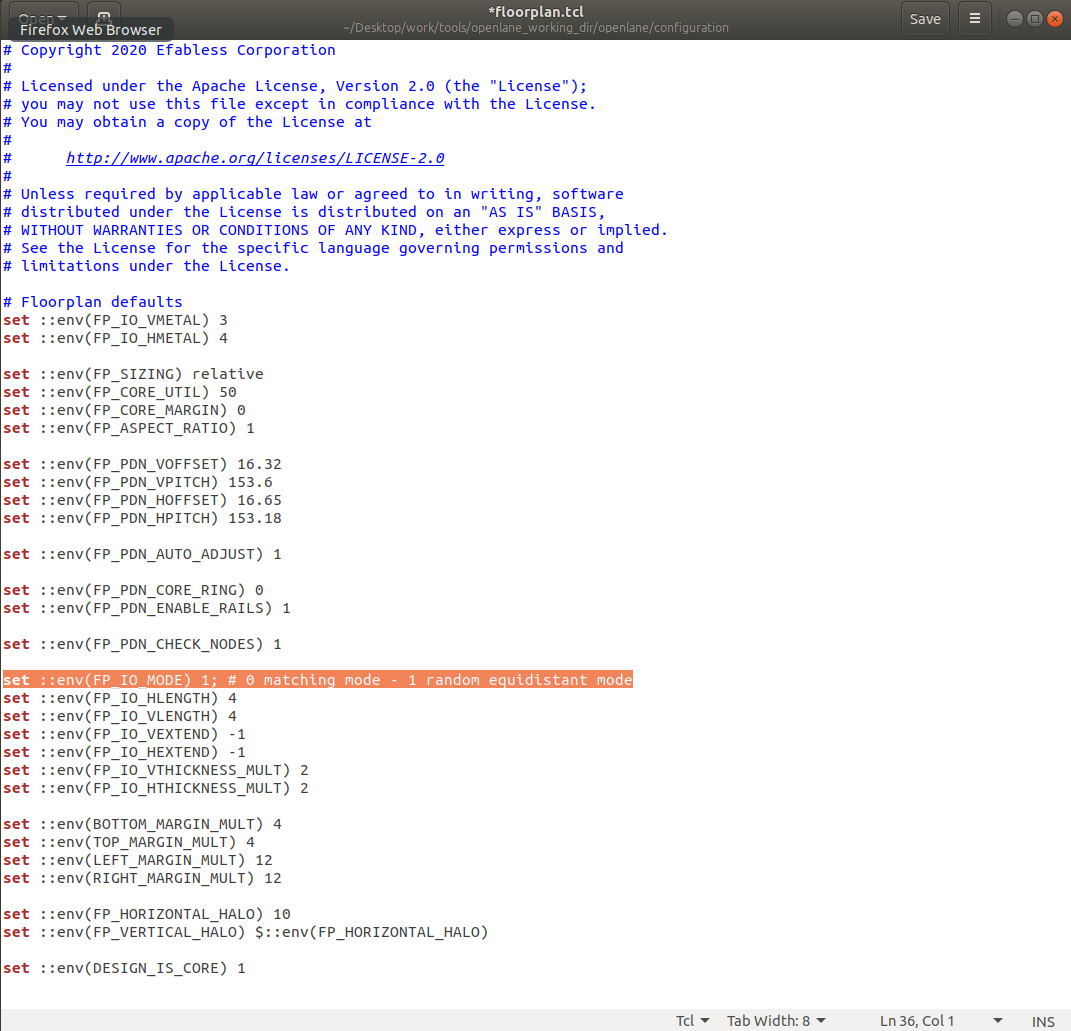 Open
*floorplan.tcl
~/Desktop/work/tools/openlane_working_dir/openlane/configuration
Save
Firefox Web Browser
# Copyright 2020 Efabless Corporation
#
# Licensed under the Apache License, Version 2.0 (the "License");
# you may not use this file except in compliance with the License.
# You may obtain a copy of the License at
#
#      http://www.apache.org/licenses/LICENSE-2.0
#
# Unless required by applicable law or agreed to in writing, software
# distributed under the License is distributed on an "AS IS" BASIS,
# WITHOUT WARRANTIES OR CONDITIONS OF ANY KIND, either express or implied.
# See the License for the specific language governing permissions and
# limitations under the License.

# Floorplan defaults
set ::env(FP_IO_VMETAL) 3
set ::env(FP_IO_HMETAL) 4

set ::env(FP_SIZING) relative
set ::env(FP_CORE_UTIL) 50
set ::env(FP_CORE_MARGIN) 0
set ::env(FP_ASPECT_RATIO) 1

set ::env(FP_PDN_VOFFSET) 16.32
set ::env(FP_PDN_VPITCH) 153.6
set ::env(FP_PDN_HOFFSET) 16.65
set ::env(FP_PDN_HPITCH) 153.18

set ::env(FP_PDN_AUTO_ADJUST) 1

set ::env(FP_PDN_CORE_RING) 0
set ::env(FP_PDN_ENABLE_RAILS) 1

set ::env(FP_PDN_CHECK_NODES) 1

set ::env(FP_IO_MODE) 1; # 0 matching mode - 1 random equidistant mode
set ::env(FP_IO_HLENGTH) 4
set ::env(FP_IO_VLENGTH) 4
set ::env(FP_IO_VEXTEND) -1
set ::env(FP_IO_HEXTEND) -1
set ::env(FP_IO_VTHICKNESS_MULT) 2
set ::env(FP_IO_HTHICKNESS_MULT) 2

set ::env(BOTTOM_MARGIN_MULT) 4
set ::env(TOP_MARGIN_MULT) 4
set ::env(LEFT_MARGIN_MULT) 12
set ::env(RIGHT_MARGIN_MULT) 12

set ::env(FP_HORIZONTAL_HALO) 10
set ::env(FP_VERTICAL_HALO) $::env(FP_HORIZONTAL_HALO)

set ::env(DESIGN_IS_CORE) 1
Tcl Tab Width: 8 Ln 36, Col 1 INS